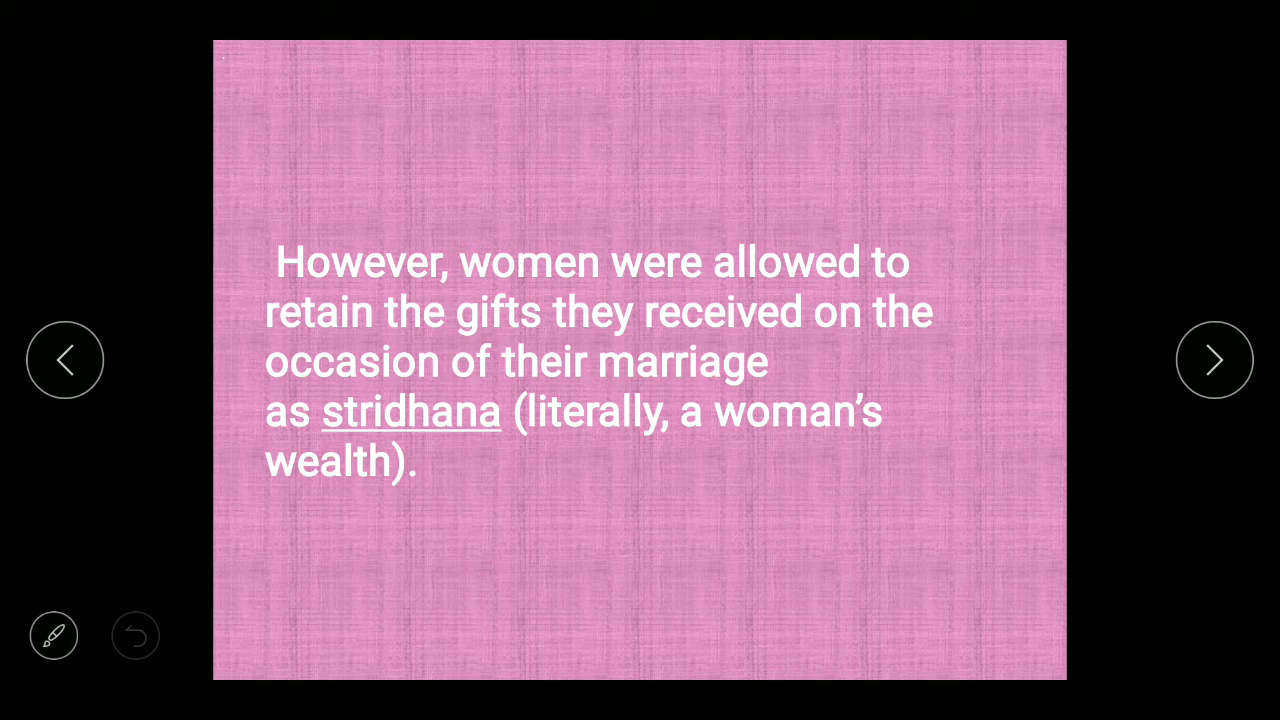 However, women were allowed to
retain the gifts they received on the
occasion of their marriage
as stridhana (literally, a woman’s
wealth).